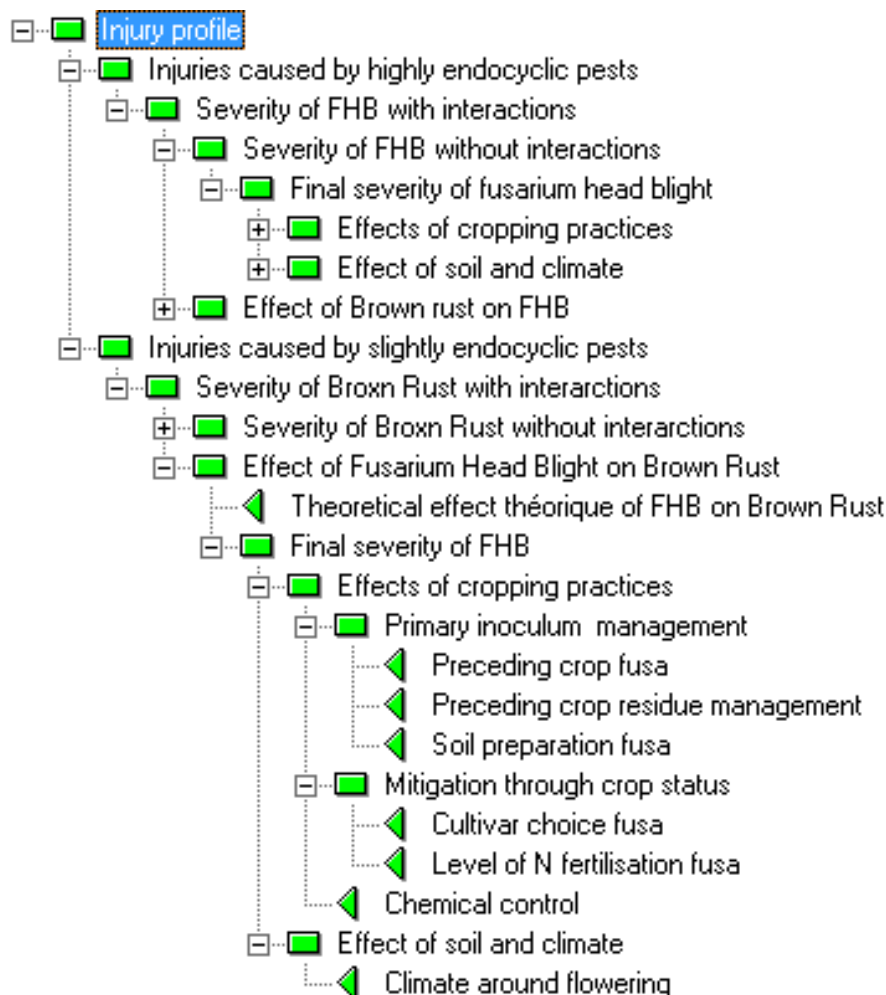 Injury profile
Injuries caused by highly endocyclic pests
Severity of FHB with interactions
Severity of FHB without interactions
Final severity of fusarium head blight
Effects of cropping practices
Effect of soil and climate
Effect of Brown rust on FHB
Injuries caused by slightly endocyclic pests
Severity of Broxn Rust with interarctions
Severity of Broxn Rust without interarctions
Effect of Fusarium Head Blight on Brown Rust
Theoretical effect théorique of FHB on Brown Rust
Final severity of FHB
Effects of cropping practices
Primary inoculum  management
Preceding crop fusa
Preceding crop residue management
Soil preparation fusa
Mitigation through crop status
Cultivar choice fusa
Level of N fertilisation fusa
Chemical control
Effect of soil and climate
Climate around flowering